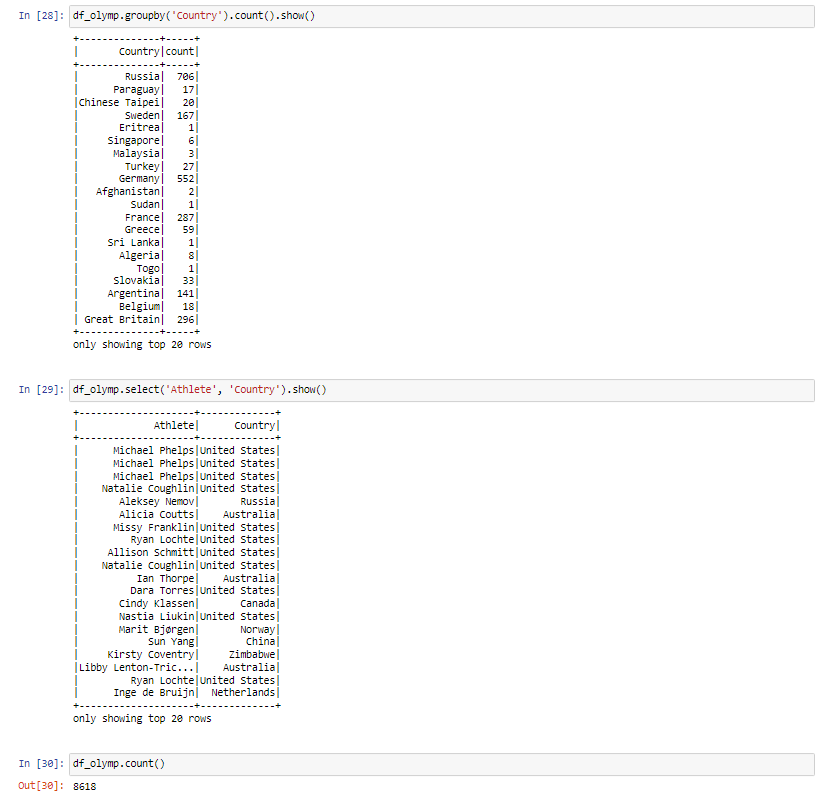 In [28]: df_olymp.groupby('Country').count().show()
+--------------+-----+
|       Country|count|
+--------------+-----+
|        Russia|  706|
|      Paraguay|   17|
|Chinese Taipei|   20|
|        Sweden|  167|
|       Eritrea|    1|
|     Singapore|    6|
|      Malaysia|    3|
|        Turkey|   27|
|       Germany|  552|
|   Afghanistan|    2|
|         Sudan|    1|
|        France|  287|
|        Greece|   59|
|     Sri Lanka|    1|
|       Algeria|    8|
|          Togo|    1|
|      Slovakia|   33|
|     Argentina|  141|
|       Belgium|   18|
| Great Britain|  296|
+--------------+-----+
only showing top 20 rows
In [29]: df_olymp.select('Athlete', 'Country').show()
+--------------------+-------------+
|             Athlete|      Country|
+--------------------+-------------+
|      Michael Phelps|United States|
|      Michael Phelps|United States|
|      Michael Phelps|United States|
|    Natalie Coughlin|United States|
|       Aleksey Nemov|       Russia|
|       Alicia Coutts|    Australia|
|      Missy Franklin|United States|
|         Ryan Lochte|United States|
|     Allison Schmitt|United States|
|    Natalie Coughlin|United States|
|          Ian Thorpe|    Australia|
|         Dara Torres|United States|
|       Cindy Klassen|       Canada|
|       Nastia Liukin|United States|
|       Marit Bjørgen|       Norway|
|            Sun Yang|        China|
|     Kirsty Coventry|     Zimbabwe|
|Libby Lenton-Tric...|    Australia|
|         Ryan Lochte|United States|
|      Inge de Bruijn|  Netherlands|
+--------------------+-------------+
only showing top 20 rows
In [30]: df_olymp.count()
Out[30]: 8618